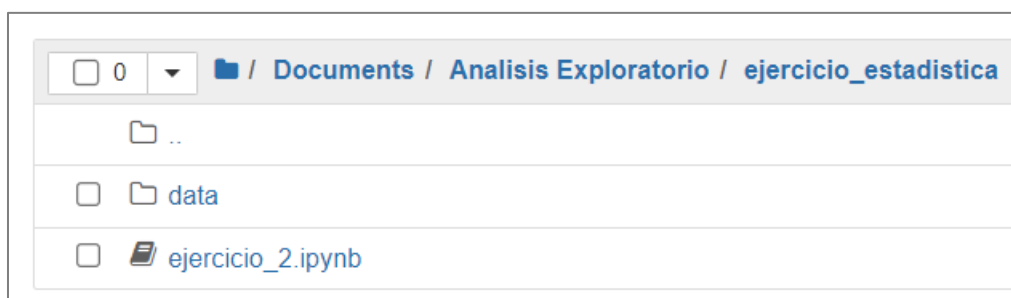 0 / Documents / Analisis Exploratorio / ejercicio_estadistica
..
data
ejercicio_2.ipynb